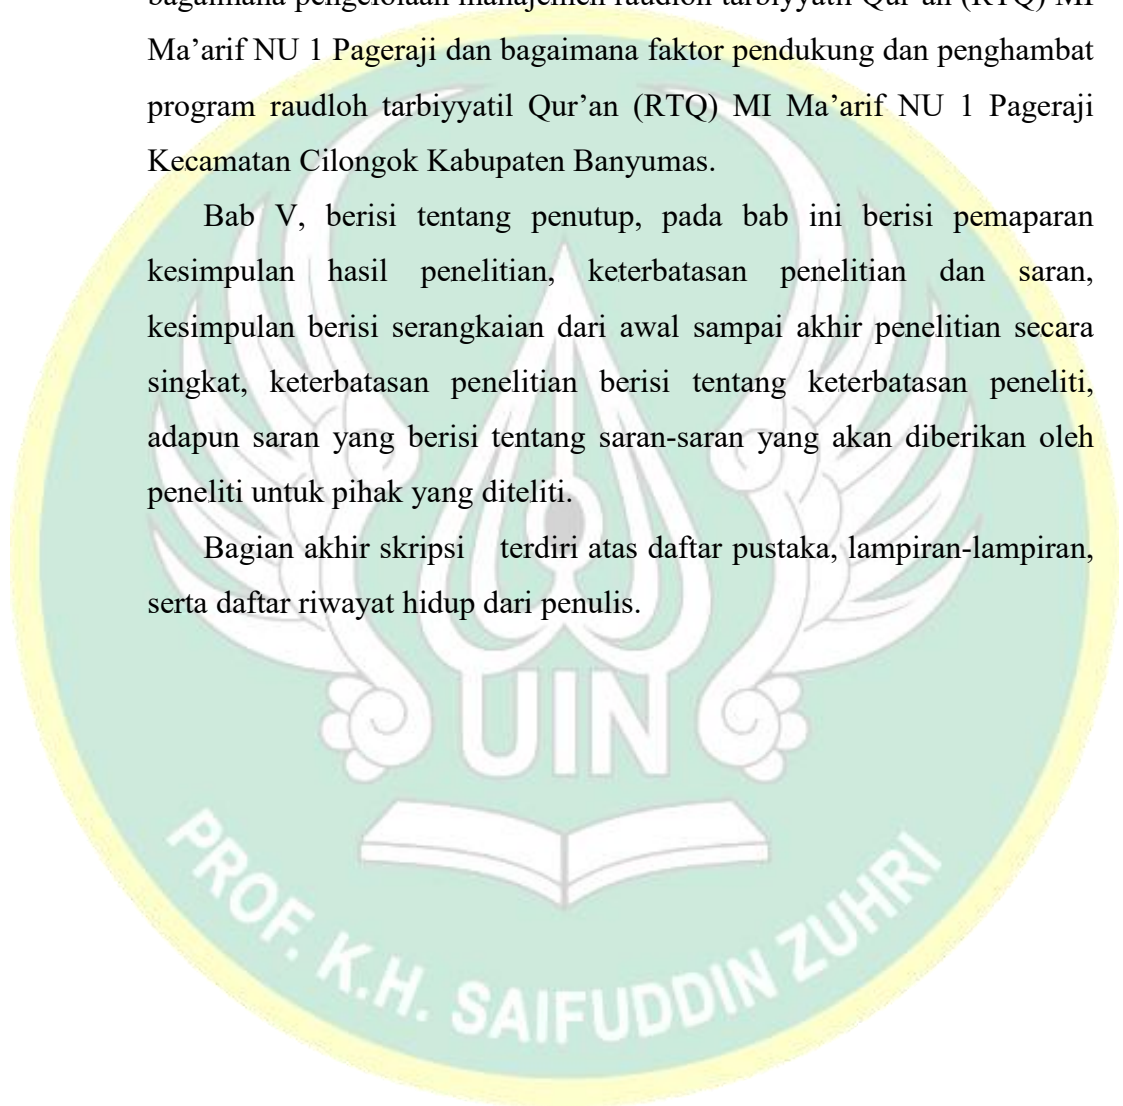 bagaimana pengelolaan manajemen raudloh tarbiyyatil Qur'an (RTQ) MI
Ma'arif NU 1 Pageraji dan bagaimana faktor pendukung dan penghambat
program raudloh tarbiyyatil Qur'an (RTQ) MI Ma'arif NU 1 Pageraji
Kecamatan Cilongok Kabupaten Banyumas.
Bab V, berisi tentang penutup, pada bab ini berisi pemaparan
kesimpulan hasil penelitian, keterbatasan penelitian dan saran,
kesimpulan berisi serangkaian dari awal sampai akhir penelitian secara
singkat, keterbatasan penelitian berisi tentang keterbatasan peneliti,
adapun saran yang berisi tentang saran-saran yang akan diberikan oleh
peneliti untuk pihak yang diteliti.
Bagian akhir skripsi terdiri atas daftar pustaka, lampiran-lampiran,
serta daftar riwayat hidup dari penulis.
UIN
PROF. K.H. SAIFUDDIN ZUHRI